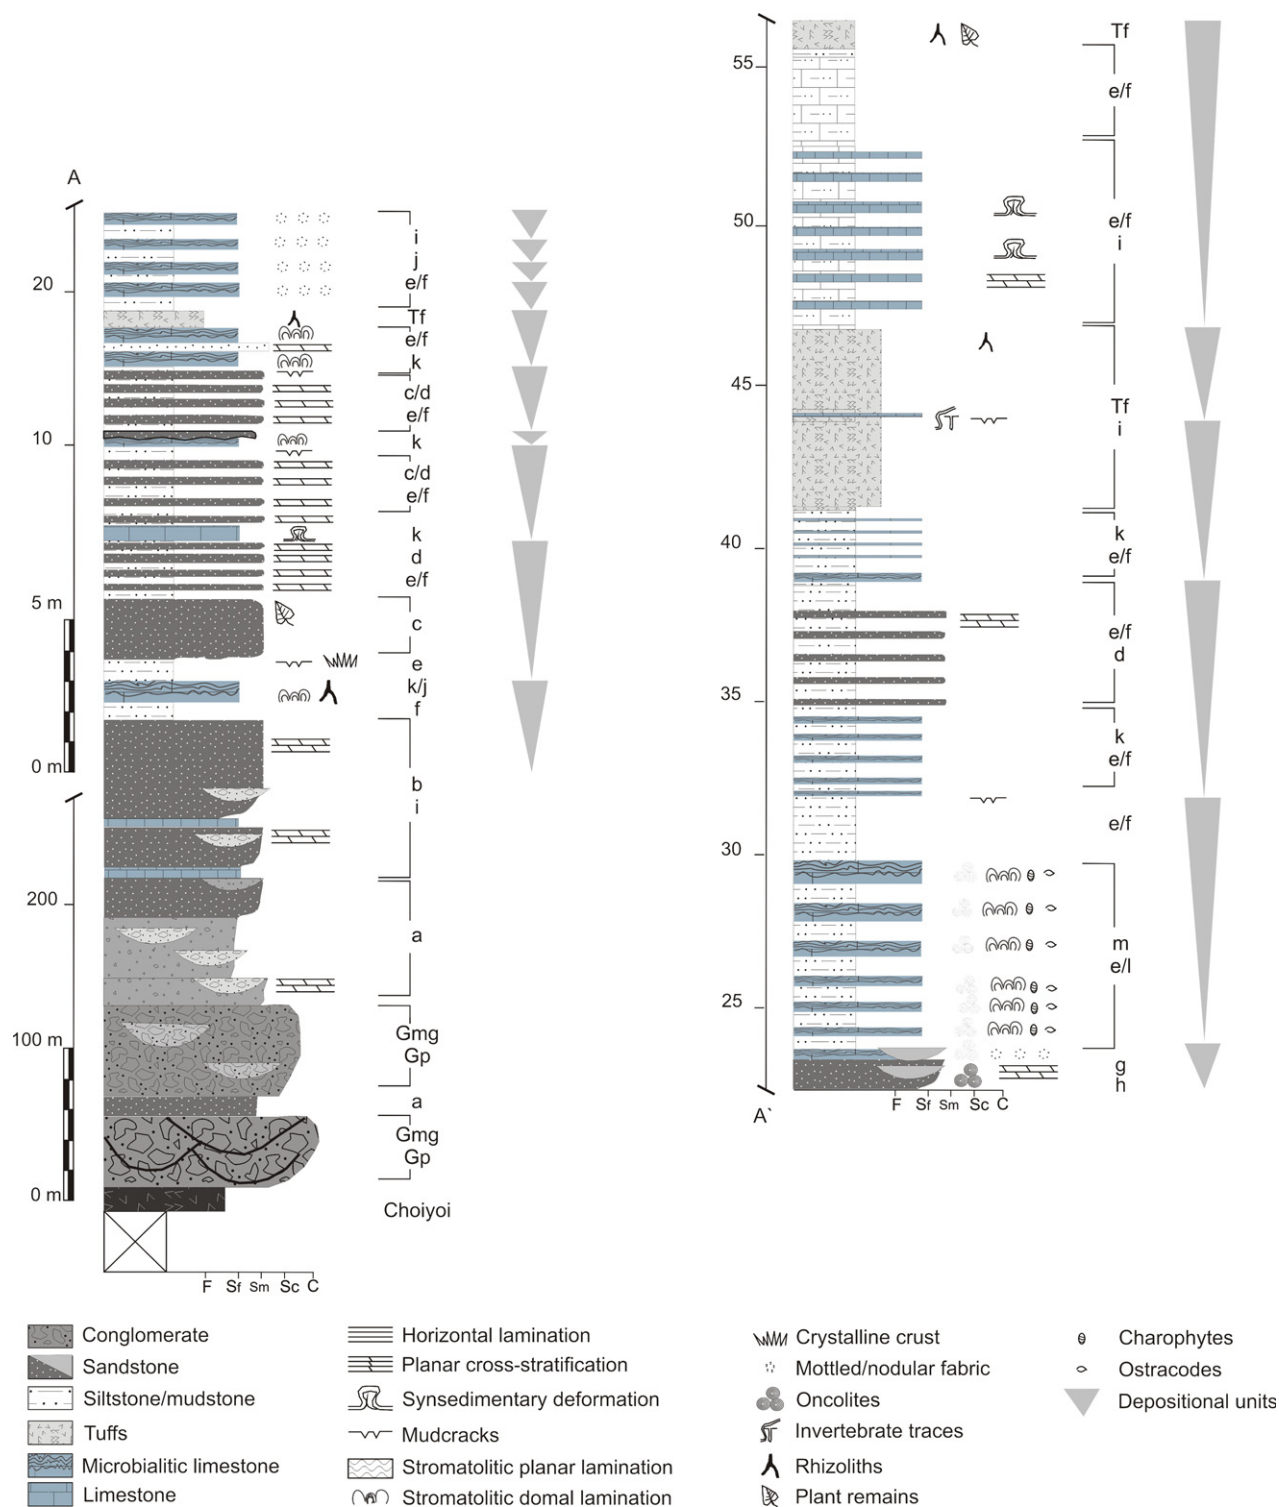 A
20
10
5 m
0 m
200
100 m
0 m
i
j
e/f
Tf
e/f
k
c/d
e/f
k
c/d
e/f
k
d
e/f
c
e
k/j
f
b
i
a
Gmg
Gp
a
Gmg
Gp
Choiyoi
F Sf Sm Sc C
55
50
45
40
35
30
25
A`
Tf
e/f
e/f
i
Tf
i
k
e/f
e/f
d
k
e/f
e/f
m
e/l
g
h
F Sf Sm Sc C
Conglomerate
Sandstone
Siltstone/mudstone
Tuffs
Microbialitic limestone
Limestone
Horizontal lamination
Planar cross-stratification
Synsedimentary deformation
Mudcracks
Stromatolitic planar lamination
Stromatolitic domal lamination
Crystalline crust
Mottled/nodular fabric
Oncolites
Invertebrate traces
Rhizoliths
Plant remains
Charophytes
Ostracodes
Depositional units